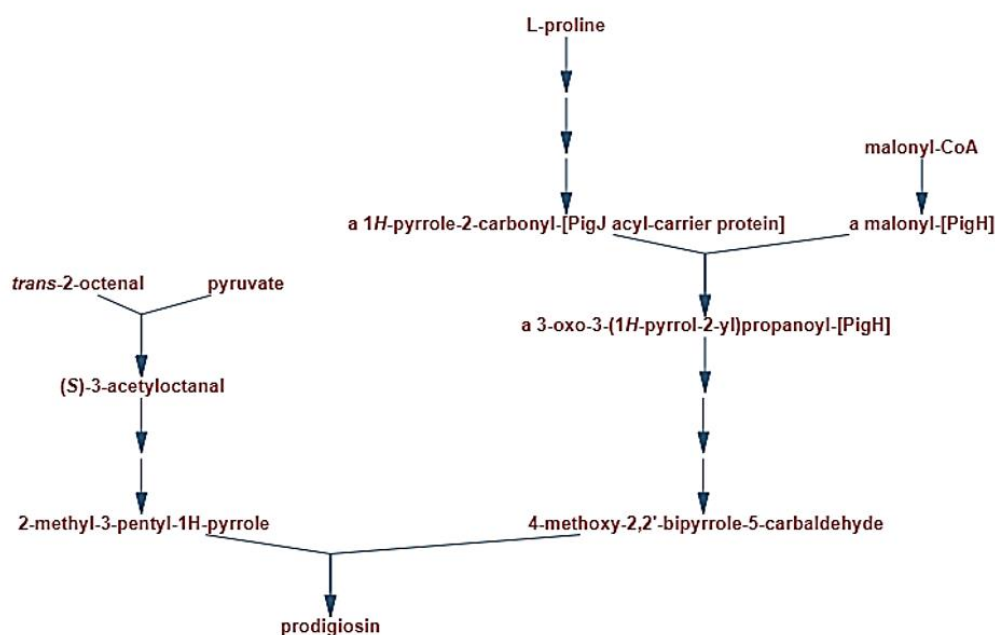 L-proline
malonyl-CoA
a 1H-pyrrole-2-carbonyl-[PigJ acyl-carrier protein]
a malonyl-[PigH]
trans-2-octenal
pyruvate
a 3-oxo-3-(1H-pyrrol-2-yl)propanoyl-[PigH]
(S)-3-acetyloctanal
2-methyl-3-pentyl-1H-pyrrole
4-methoxy-2,2'-bipyrrole-5-carbaldehyde
prodigiosin